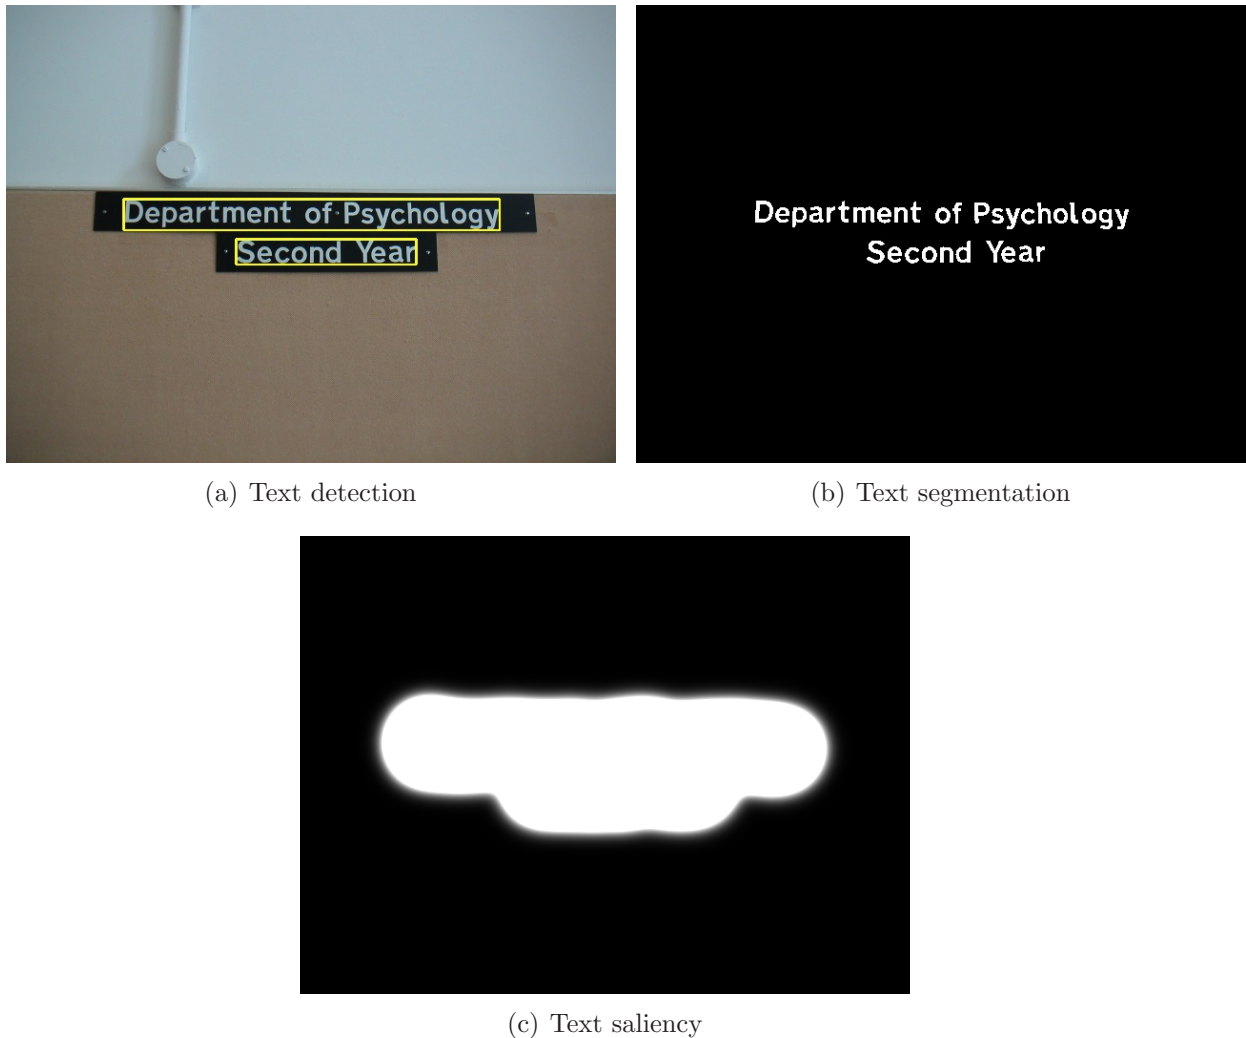 Department of Psychology
Second Year
Department of Psychology
Second Year
(a) Text detection
(b) Text segmentation
(c) Text saliency